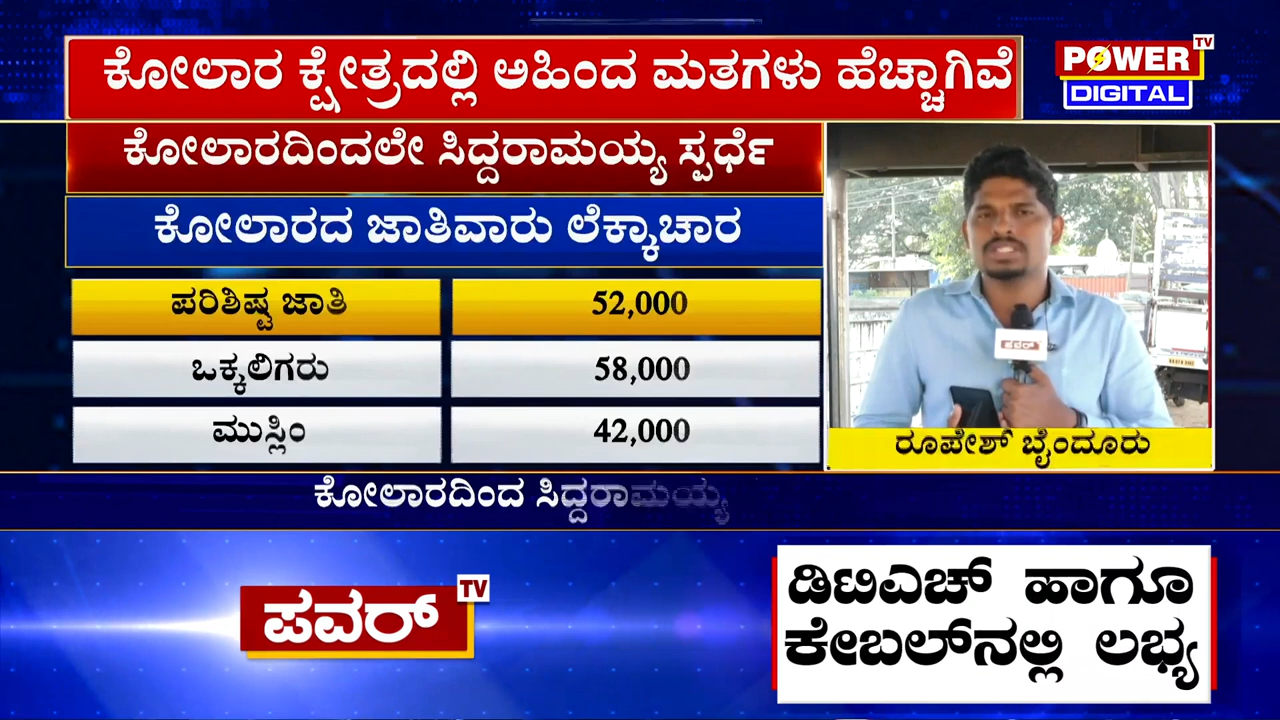 ಕೋಲಾರ ಕ್ಷೇತ್ರದಲ್ಲಿ ಅಹಿಂದ ಮತಗಳು ಹೆಚ್ಚಾಗಿವೆ
POWER TV
DIGITAL
ಕೋಲಾರದಿಂದಲೇ ಸಿದ್ದರಾಮಯ್ಯ ಸ್ಪರ್ಧೆ
ಕೋಲಾರದ ಜಾತಿವಾರು ಲೆಕ್ಕಾಚಾರ
ಪರಿಶಿಷ್ಟ ಜಾತಿ 52,000
ಒಕ್ಕಲಿಗರು 58,000
ಮುಸ್ಲಿಂ 42,000
ಪವರ್
ರೂಪೇಶ್ ಬೈಂದೂರು
ಕೋಲಾರದಿಂದ ಸಿದ್ದರಾಮಯ್ಯ
ಪವರ್ TV
ಡಿಟಿಎಚ್ ಹಾಗೂ
ಕೇಬಲ್‌ನಲ್ಲಿ ಲಭ್ಯ